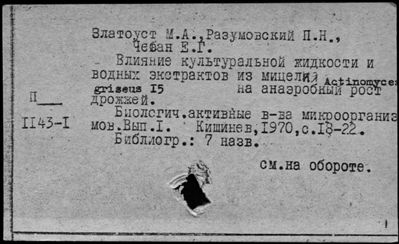 Златоуст М.А., Разумовский П.Н.,
Чебан Е.Г.
Влияние культуральной жидкости и
водных экстрактов из мицелия Actinomyces
griseus 15 на анаэробный рост
дрожжей.
П
II43-I
Биологич.активные в-ва микроорганиз
мов.Вып.I. Кишинев,1970,с.18-22.
Библиогр.: 7 назв.
см.на обороте.